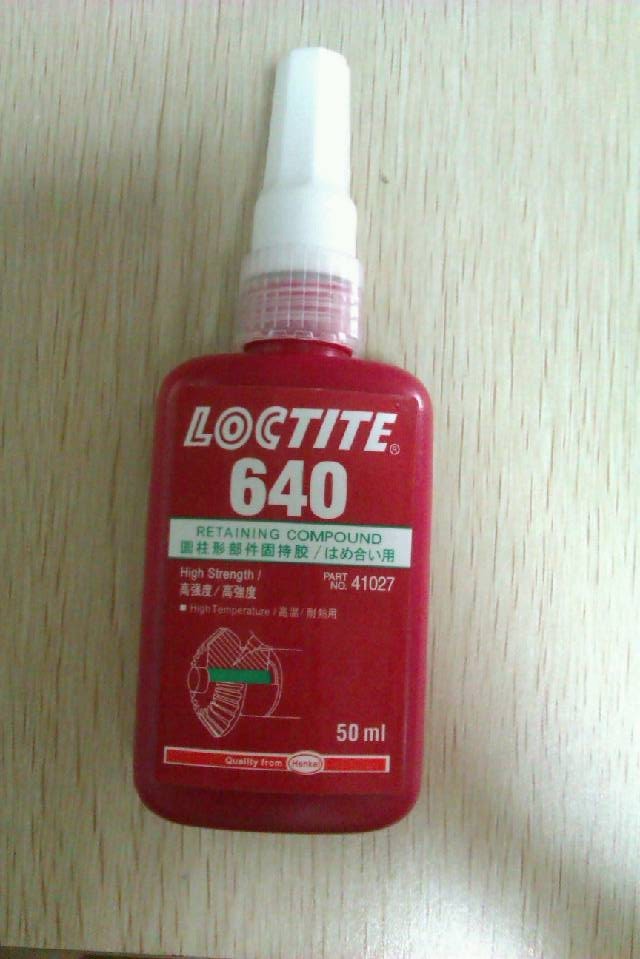 LOCTITE®
640
RETAINING COMPOUND
圆柱形部件固持胶/はめ合い用
High Strength /
高强度/高強度
PART NO. 41027
■ High Temperature / 高温/耐熱用
50 ml
Quality from Henkel